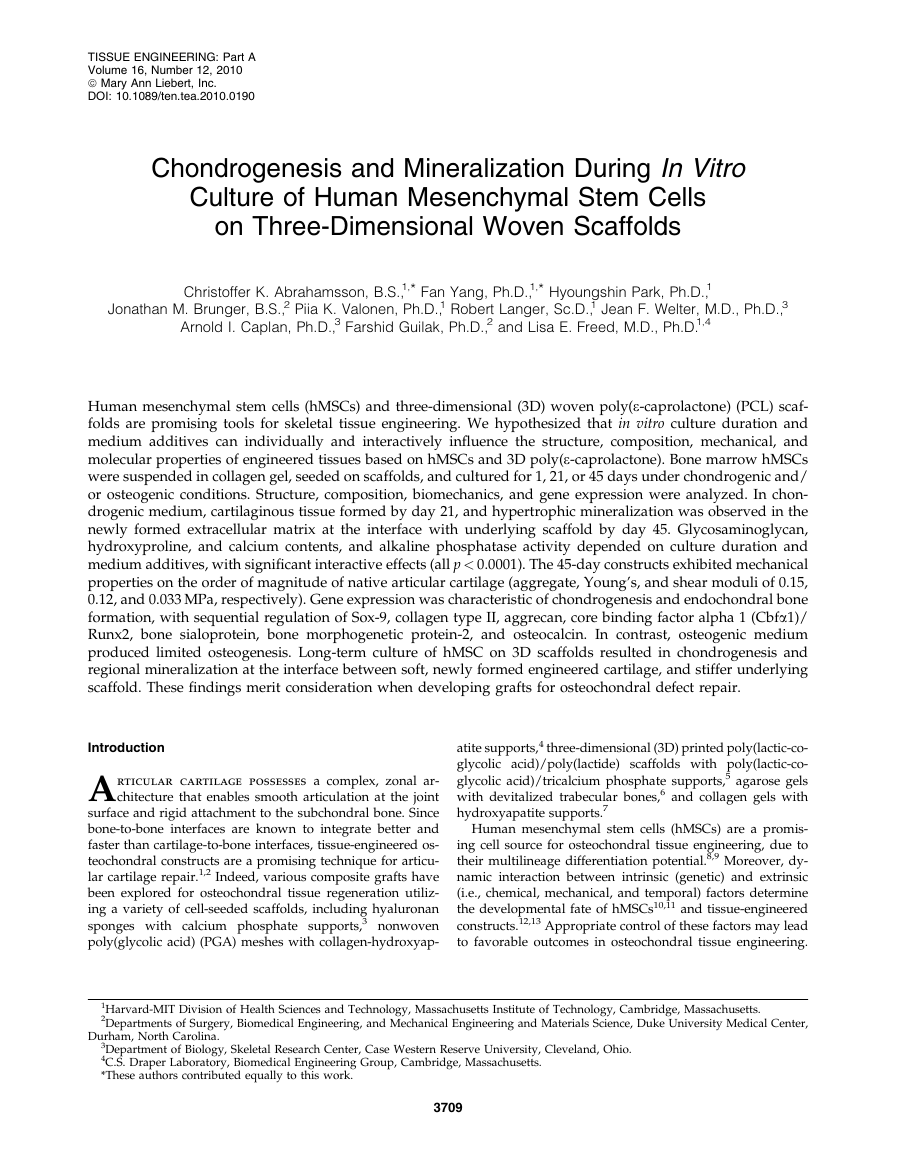 TISSUE ENGINEERING: Part A
Volume 16, Number 12, 2010
© Mary Ann Liebert, Inc.
DOI: 10.1089/ten.tea.2010.0190
Chondrogenesis and Mineralization During In Vitro
Culture of Human Mesenchymal Stem Cells
on Three-Dimensional Woven Scaffolds
Christoffer K. Abrahamsson, B.S.,1,* Fan Yang, Ph.D.,1,* Hyoungshin Park, Ph.D.,1
Jonathan M. Brunger, B.S.,2 Piia K. Valonen, Ph.D.,1 Robert Langer, Sc.D.,1 Jean F. Welter, M.D., Ph.D.,3
Arnold I. Caplan, Ph.D.,3 Farshid Guilak, Ph.D.,2 and Lisa E. Freed, M.D., Ph.D.1,4
Human mesenchymal stem cells (hMSCs) and three-dimensional (3D) woven poly(ε-caprolactone) (PCL) scaf-
folds are promising tools for skeletal tissue engineering. We hypothesized that in vitro culture duration and
medium additives can individually and interactively influence the structure, composition, mechanical, and
molecular properties of engineered tissues based on hMSCs and 3D poly(ε-caprolactone). Bone marrow hMSCs
were suspended in collagen gel, seeded on scaffolds, and cultured for 1, 21, or 45 days under chondrogenic and/
or osteogenic conditions. Structure, composition, biomechanics, and gene expression were analyzed. In chon-
drogenic medium, cartilaginous tissue formed by day 21, and hypertrophic mineralization was observed in the
newly formed extracellular matrix at the interface with underlying scaffold by day 45. Glycosaminoglycan,
hydroxyproline, and calcium contents, and alkaline phosphatase activity depended on culture duration and
medium additives, with significant interactive effects (all p < 0.0001). The 45-day constructs exhibited mechanical
properties on the order of magnitude of native articular cartilage (aggregate, Young's, and shear moduli of 0.15,
0.12, and 0.033 MPa, respectively). Gene expression was characteristic of chondrogenesis and endochondral bone
formation, with sequential regulation of Sox-9, collagen type II, aggrecan, core binding factor alpha 1 (Cbfα1)/
Runx2, bone sialoprotein, bone morphogenetic protein-2, and osteocalcin. In contrast, osteogenic medium
produced limited osteogenesis. Long-term culture of hMSC on 3D scaffolds resulted in chondrogenesis and
regional mineralization at the interface between soft, newly formed engineered cartilage, and stiffer underlying
scaffold. These findings merit consideration when developing grafts for osteochondral defect repair.
Introduction
Articular cartilage possesses a complex, zonal ar-
chitecture that enables smooth articulation at the joint
surface and rigid attachment to the subchondral bone. Since
bone-to-bone interfaces are known to integrate better and
faster than cartilage-to-bone interfaces, tissue-engineered os-
teochondral constructs are a promising technique for articu-
lar cartilage repair.1,2 Indeed, various composite grafts have
been explored for osteochondral tissue regeneration utiliz-
ing a variety of cell-seeded scaffolds, including hyaluronan
sponges with calcium phosphate supports,3 nonwoven
poly(glycolic acid) (PGA) meshes with collagen-hydroxyap-
atite supports,4 three-dimensional (3D) printed poly(lactic-co-
glycolic acid)/poly(lactide) scaffolds with poly(lactic-co-
glycolic acid)/tricalcium phosphate supports,5 agarose gels
with devitalized trabecular bones,6 and collagen gels with
hydroxyapatite supports.7
Human mesenchymal stem cells (hMSCs) are a promis-
ing cell source for osteochondral tissue engineering, due to
their multilineage differentiation potential.8,9 Moreover, dy-
namic interaction between intrinsic (genetic) and extrinsic
(i.e., chemical, mechanical, and temporal) factors determine
the developmental fate of hMSCs10,11 and tissue-engineered
constructs.12,13 Appropriate control of these factors may lead
to favorable outcomes in osteochondral tissue engineering.
1Harvard-MIT Division of Health Sciences and Technology, Massachusetts Institute of Technology, Cambridge, Massachusetts.
2Departments of Surgery, Biomedical Engineering, and Mechanical Engineering and Materials Science, Duke University Medical Center,
Durham, North Carolina.
3Department of Biology, Skeletal Research Center, Case Western Reserve University, Cleveland, Ohio.
4C.S. Draper Laboratory, Biomedical Engineering Group, Cambridge, Massachusetts.
*These authors contributed equally to this work.
3709